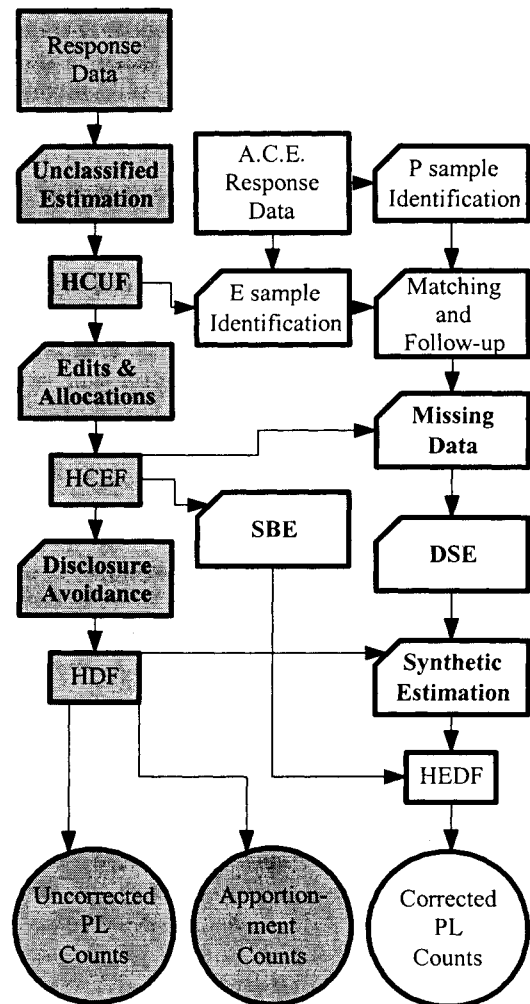 Response
Data
Unclassified
Estimation
HCUF
Edits &
Allocations
HCEF
Disclosure
Avoidance
HDF
Uncorrected
PL
Counts
A.C.E.
Response
Data
E sample
Identification
SBE
Apportion-
ment
Counts
P sample
Identification
Matching
and
Follow-up
Missing
Data
DSE
Synthetic
Estimation
HEDF
Corrected
PL
Counts